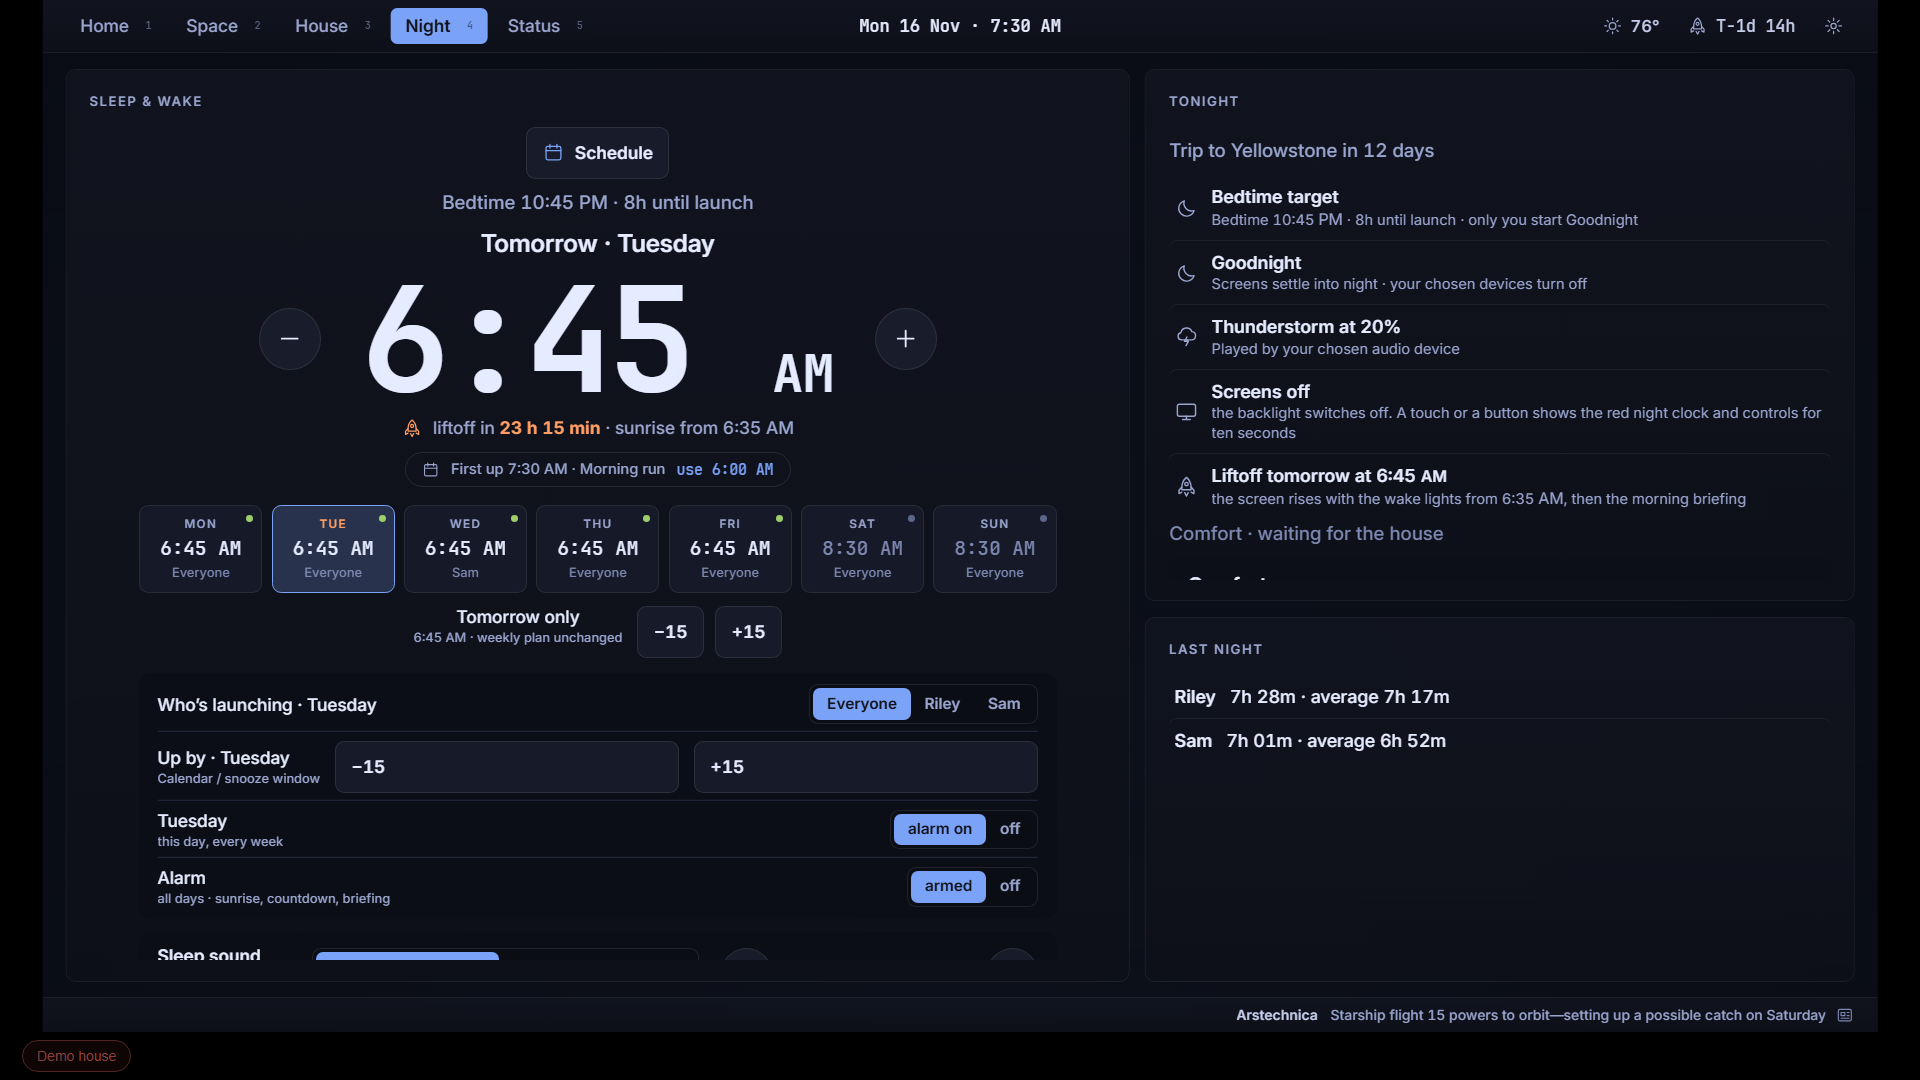 Home 1 Space 2 House 3 Night 4 Status 5
Mon 16 Nov · 7:30 AM
76° T-1d 14h
SLEEP & WAKE
Schedule
Bedtime 10:45 PM · 8h until launch
Tomorrow · Tuesday
− 6:45 AM +
liftoff in 23 h 15 min · sunrise from 6:35 AM
First up 7:30 AM · Morning run use 6:00 AM
MON TUE WED THU FRI SAT SUN
6:45 AM 6:45 AM 6:45 AM 6:45 AM 6:45 AM 8:30 AM 8:30 AM
Everyone Everyone Sam Everyone Everyone Everyone Everyone
Tomorrow only
6:45 AM · weekly plan unchanged
−15 +15
Who’s launching · Tuesday
Everyone Riley Sam
Up by · Tuesday
Calendar / snooze window
−15 +15
Tuesday
this day, every week
alarm on off
Alarm
all days · sunrise, countdown, briefing
armed off
Sleep sound
TONIGHT
Trip to Yellowstone in 12 days
Bedtime target
Bedtime 10:45 PM · 8h until launch · only you start Goodnight
Goodnight
Screens settle into night · your chosen devices turn off
Thunderstorm at 20%
Played by your chosen audio device
Screens off
the backlight switches off. A touch or a button shows the red night clock and controls for
ten seconds
Liftoff tomorrow at 6:45 AM
the screen rises with the wake lights from 6:35 AM, then the morning briefing
Comfort · waiting for the house
LAST NIGHT
Riley 7h 28m · average 7h 17m
Sam 7h 01m · average 6h 52m
Arstechnica Starship flight 15 powers to orbit—setting up a possible catch on Saturday
Demo house